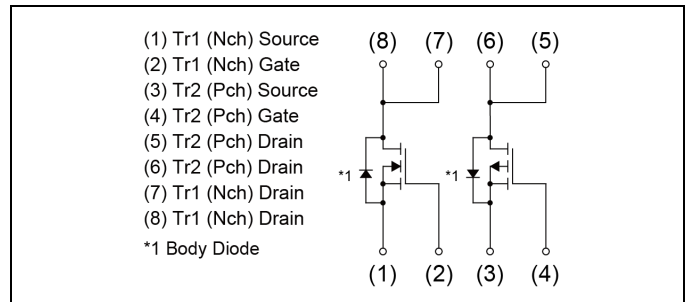 (1) Tr1 (Nch) Source
(2) Tr1 (Nch) Gate
(3) Tr2 (Pch) Source
(4) Tr2 (Pch) Gate
(5) Tr2 (Pch) Drain
(6) Tr2 (Pch) Drain
(7) Tr1 (Nch) Drain
(8) Tr1 (Nch) Drain
*1 Body Diode
(8) (7) (6) (5)
*1 *1
(1) (2) (3) (4)